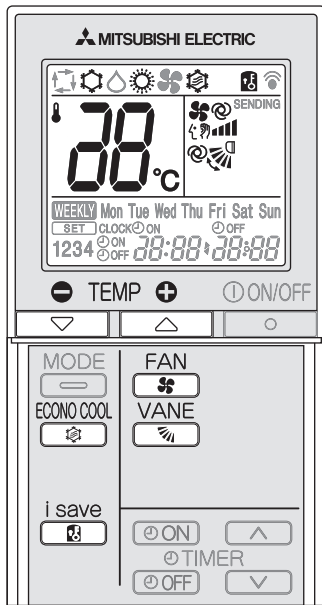 MITSUBISHI ELECTRIC
SENDING
88°C
WEEKLY Mon Tue Wed Thu Fri Sat Sun
SET CLOCK ON OFF
1234 ON OFF 88:88 88:88
TEMP ON/OFF
MODE FAN
ECONO COOL VANE
i save
ON
TIMER
OFF